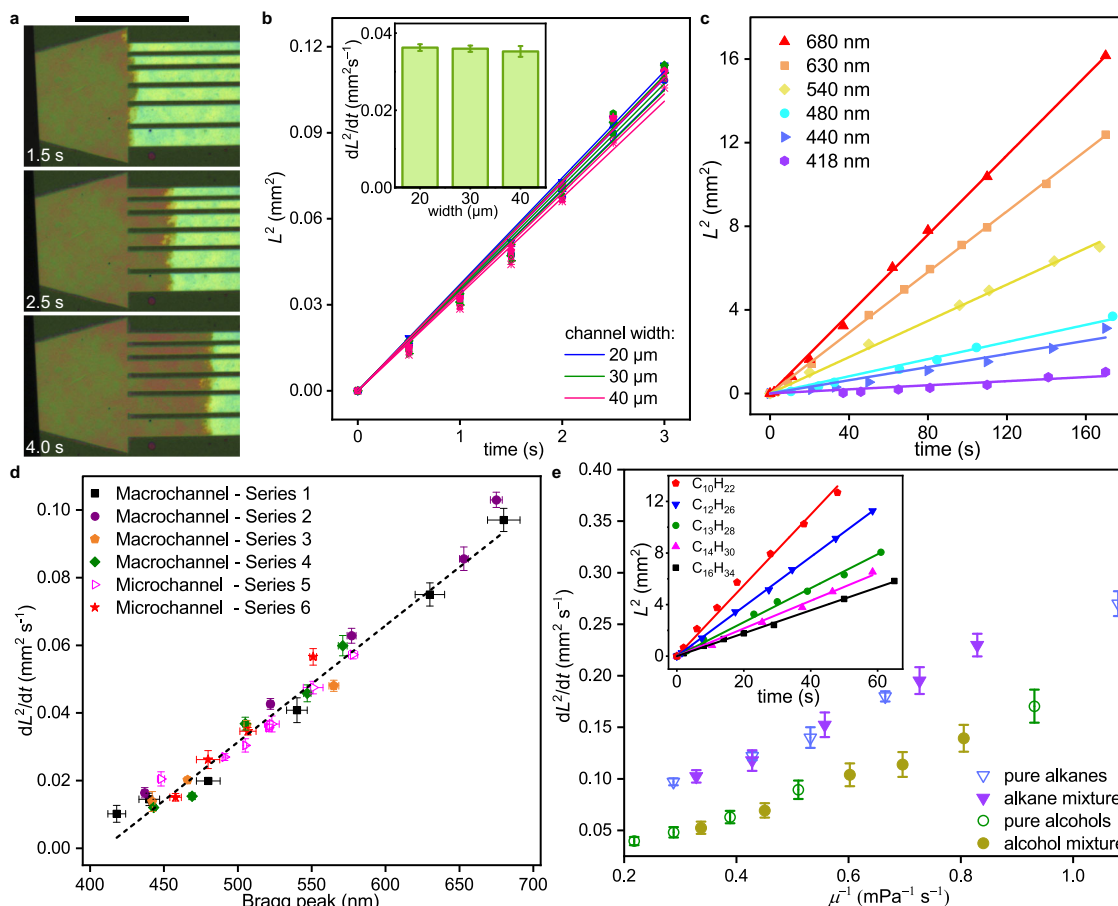 a
1.5 s
2.5 s
4.0 s
b
0.12
0.09
0.06
0.03
0.00
L² (mm²)
0 1 2 3
time (s)
0.04
0.02
0.00
dL²/dt (mm²s⁻¹)
20 30 40
width (µm)
channel width:
20 µm
30 µm
40 µm
c
16
12
8
4
0
L² (mm²)
680 nm
630 nm
540 nm
480 nm
440 nm
418 nm
0 40 80 120 160
time (s)
d
0.10
0.08
0.06
0.04
0.02
0.00
dL²/dt (mm² s⁻¹)
Macrochannel - Series 1
Macrochannel - Series 2
Macrochannel - Series 3
Macrochannel - Series 4
Microchannel - Series 5
Microchannel - Series 6
400 450 500 550 600 650 700
Bragg peak (nm)
e
0.40
0.35
0.30
0.25
0.20
0.15
0.10
0.05
dL²/dt (mm² s⁻¹)
12
8
4
0
L² (mm²)
C₁₀H₂₂
C₁₂H₂₆
C₁₃H₂₈
C₁₄H₃₀
C₁₆H₃₄
0 20 40 60
time (s)
pure alkanes
alkane mixture
pure alcohols
alcohol mixture
0.2 0.4 0.6 0.8 1.0
µ⁻¹ (mPa⁻¹ s⁻¹)